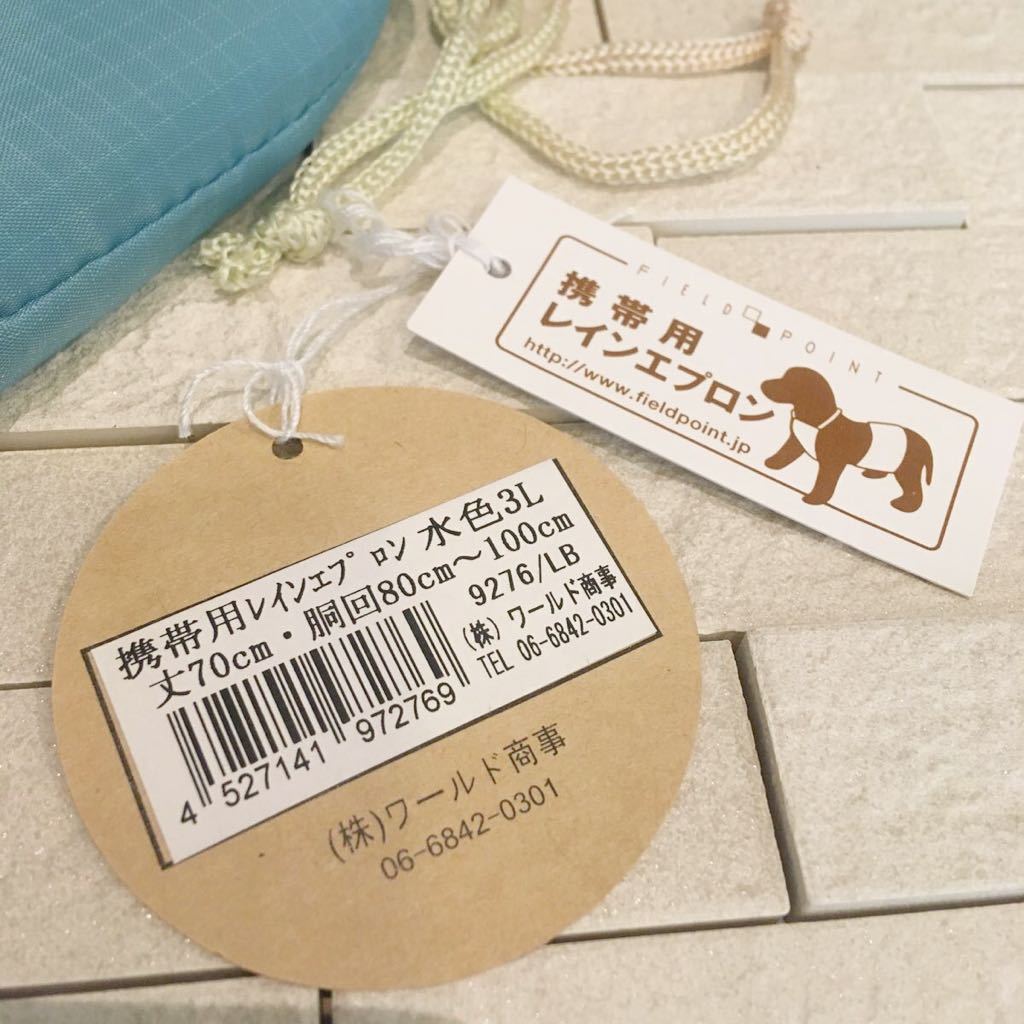 FIELD POINT
携帯用
レインエプロン
http://www.fieldpoint.jp
携帯用ﾚｲﾝｴﾌﾟﾛﾝ 水色3L
丈70cm・胴回80cm～100cm
9276/LB
(株) ワールド商事
TEL 06-6842-0301
4 527141 972769
(株)ワールド商事
06-6842-0301